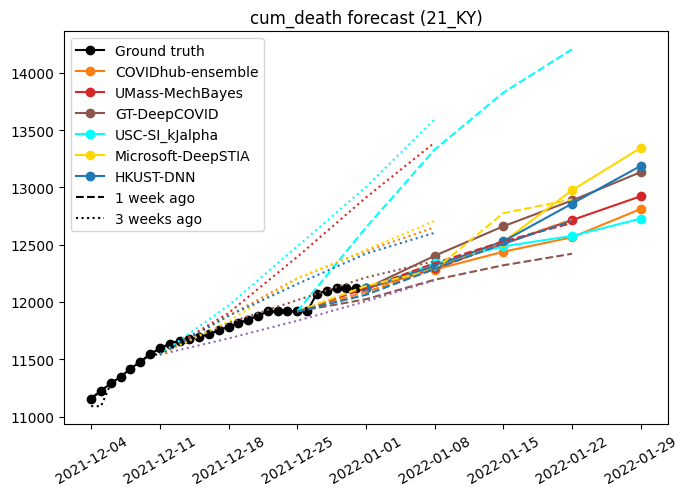 cum_death forecast (21_KY)
Ground truth
COVIDhub-ensemble
UMass-MechBayes
GT-DeepCOVID
USC-SI_kJalpha
Microsoft-DeepSTIA
HKUST-DNN
1 week ago
3 weeks ago
14000
13500
13000
12500
12000
11500
11000
2021-12-04
2021-12-11
2021-12-18
2021-12-25
2022-01-01
2022-01-08
2022-01-15
2022-01-22
2022-01-29